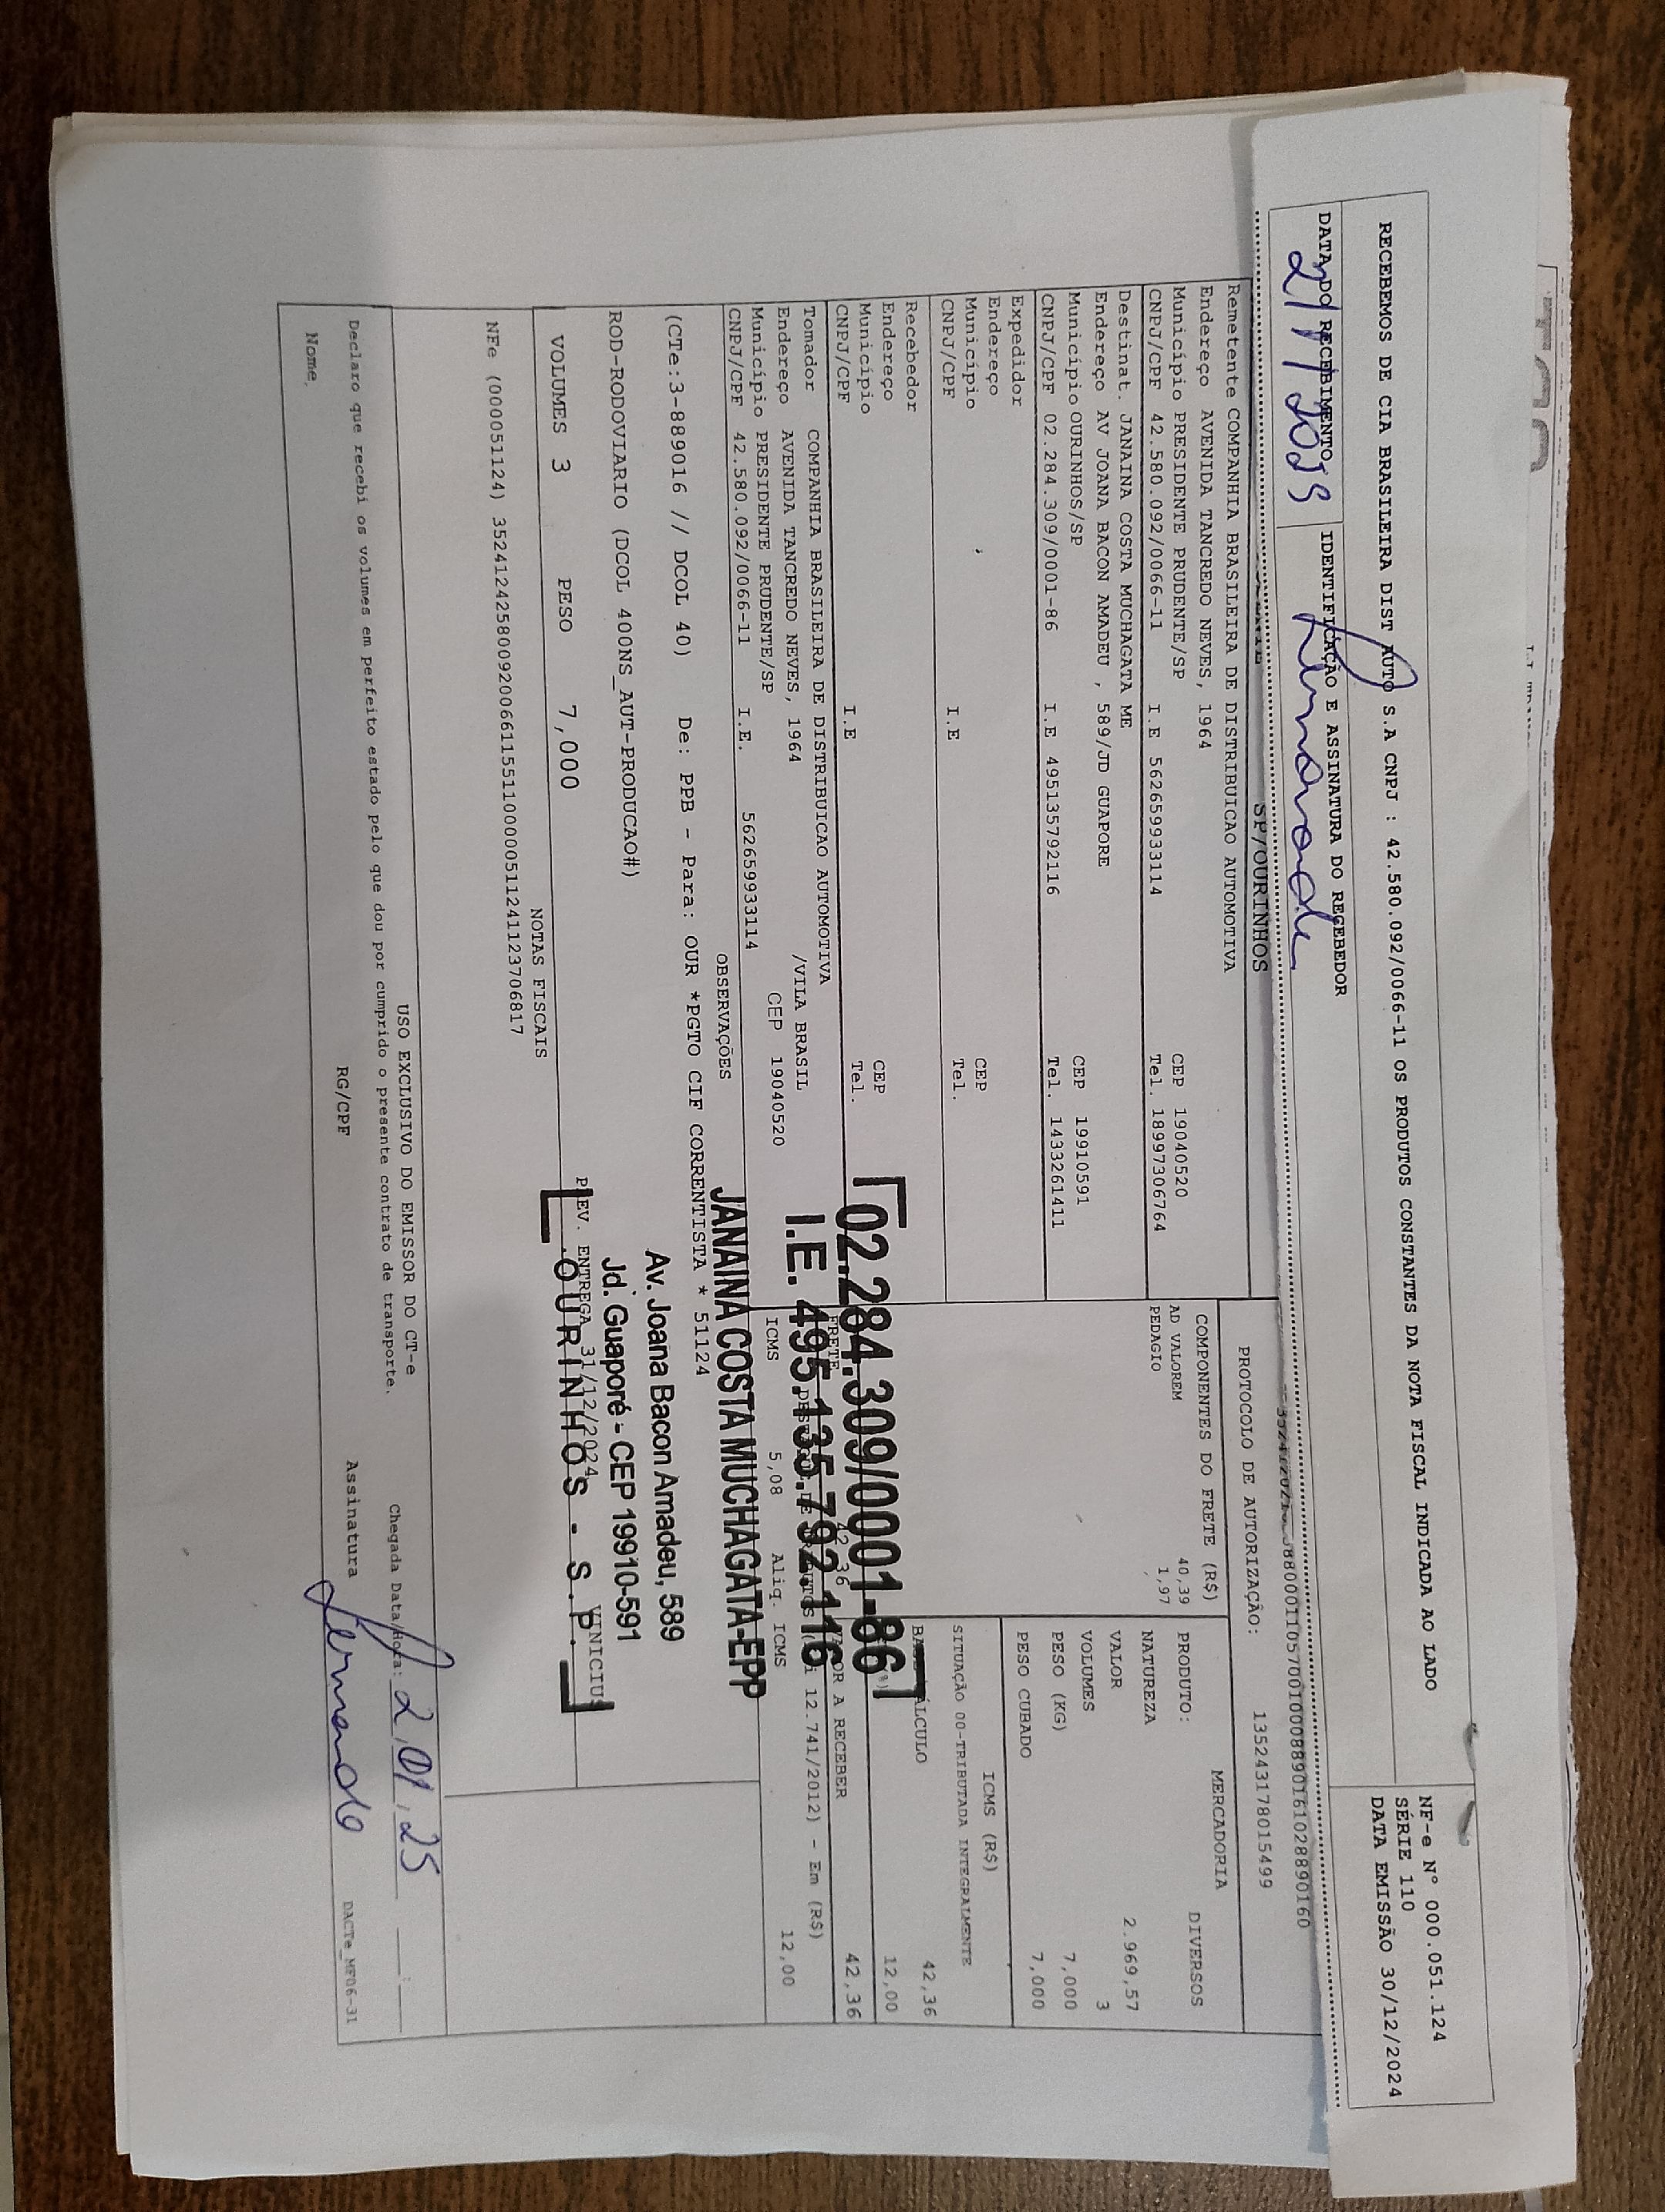 RECEBEMOS DE CIA BRASILEIRA DIST AUTO S.A CNPJ : 42.580.092/0066-11 OS PRODUTOS CONSTANTES DA NOTA FISCAL INDICADA AO LADO
NF-e N° 000.051.124
SÉRIE 110
DATA EMISSÃO 30/12/2024
DATA DO RECEBIMENTO
IDENTIFICAÇÃO E ASSINATURA DO RECEBEDOR
SP/OURINHOS
PROTOCOLO DE AUTORIZAÇÃO: 135243178015499
Remetente COMPANHIA BRASILEIRA DE DISTRIBUICAO AUTOMOTIVA
Endereço AVENIDA TANCREDO NEVES, 1964
Município PRESIDENTE PRUDENTE/SP CEP 19040520
CNPJ/CPF 42.580.092/0066-11 I.E 562659933114 Tel. 18997306764
Destinat. JANAINA COSTA MUCHAGATA ME
Endereço AV JOANA BACON AMADEU , 589/JD GUAPORE
Município OURINHOS/SP CEP 19910591
CNPJ/CPF 02.284.309/0001-86 I.E 495135792116 Tel. 1433261411
Expedidor
Endereço
Município CEP
CNPJ/CPF I.E Tel.
Recebedor
Endereço
Município CEP
CNPJ/CPF I.E Tel.
Tomador COMPANHIA BRASILEIRA DE DISTRIBUICAO AUTOMOTIVA
Endereço AVENIDA TANCREDO NEVES, 1964 /VILA BRASIL
Município PRESIDENTE PRUDENTE/SP CEP 19040520
CNPJ/CPF 42.580.092/0066-11 I.E. 562659933114
COMPONENTES DO FRETE (R$)
AD VALOREM 40,39
PEDAGIO 1,97
MERCADORIA
PRODUTO: DIVERSOS
NATUREZA
VALOR 2.969,57
VOLUMES 3
PESO (KG) 7,000
PESO CUBADO 7,000
ICMS (R$)
SITUAÇÃO 00-TRIBUTADA INTEGRALMENTE
42,36
12,00
FRETE 42,36
A RECEBER 42,36
12.741/2012) - Em (R$)
ICMS 5,08 Aliq. ICMS 12,00
OBSERVAÇÕES
(CTe:3-889016 // DCOL 40) De: PPB - Para: OUR *PGTO CIF CORRENTISTA * 51124
ROD-RODOVIARIO (DCOL 400NS_AUT-PRODUCAO#)
PREV. ENTREGA 31/12/2024
VINICIUS
02.284.309/0001-86
I.E. 495.135.792.116
JANAINA COSTA MUCHAGATA-EPP
Av. Joana Bacon Amadeu, 589
Jd. Guaporé - CEP 19910-591
OURINHOS - S.P.
VOLUMES 3 PESO 7,000
NOTAS FISCAIS
NFe (000051124) 35241242580092006611551100000511241123706817
USO EXCLUSIVO DO EMISSOR DO CT-e
Declaro que recebi os volumes em perfeito estado pelo que dou por cumprido o presente contrato de transporte.
Chegada Data/Hora: 2,01,25
Nome RG/CPF Assinatura
DACTe_MF06-31